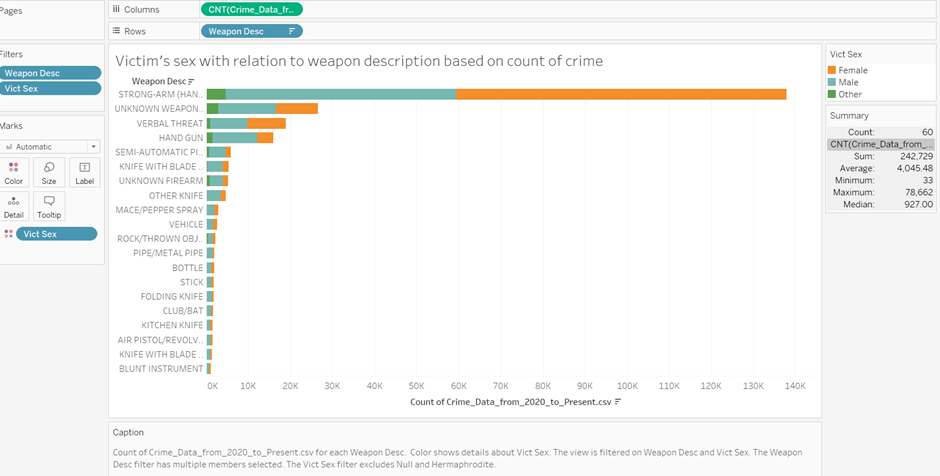 Pages
Columns
CNT(Crime_Data_fr..
Rows
Weapon Desc
Filters
Weapon Desc
Vict Sex
Marks
Automatic
Color
Size
Label
Detail
Tooltip
Vict Sex
Victim's sex with relation to weapon description based on count of crime
Weapon Desc
STRONG-ARM (HAN..
UNKNOWN WEAPON..
VERBAL THREAT
HAND GUN
SEMI-AUTOMATIC PI..
KNIFE WITH BLADE ..
UNKNOWN FIREARM
OTHER KNIFE
MACE/PEPPER SPRAY
VEHICLE
ROCK/THROWN OBJ..
PIPE/METAL PIPE
BOTTLE
STICK
FOLDING KNIFE
CLUB/BAT
KITCHEN KNIFE
AIR PISTOL/REVOLV..
KNIFE WITH BLADE ..
BLUNT INSTRUMENT
0K 10K 20K 30K 40K 50K 60K 70K 80K 90K 100K 110K 120K 130K 140K
Count of Crime_Data_from_2020_to_Present.csv
Vict Sex
Female
Male
Other
Summary
Count: 60
CNT(Crime_Data_from_...
Sum: 242,729
Average: 4,045.48
Minimum: 33
Maximum: 78,662
Median: 927.00
Caption
Count of Crime_Data_from_2020_to_Present.csv for each Weapon Desc. Color shows details about Vict Sex. The view is filtered on Weapon Desc and Vict Sex. The Weapon
Desc filter has multiple members selected. The Vict Sex filter excludes Null and Hermaphrodite.